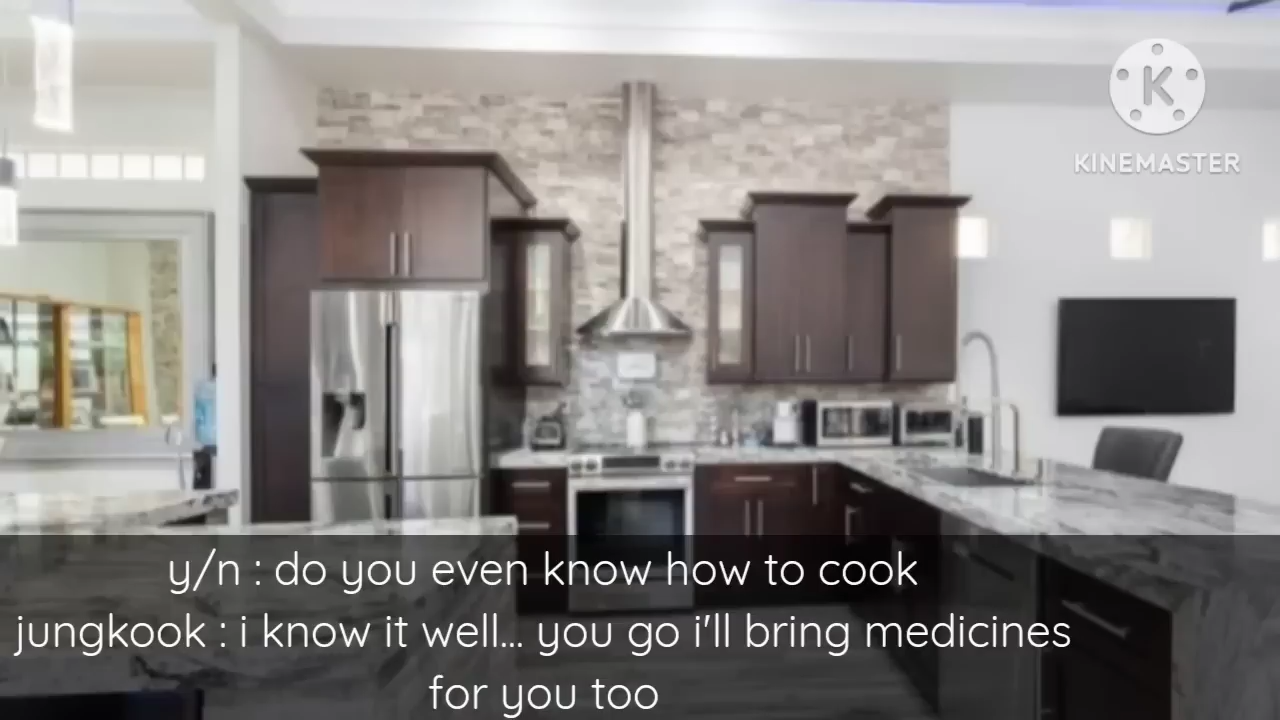 KINEMASTER
y/n : do you even know how to cook
jungkook : i know it well... you go i'll bring medicines
for you too